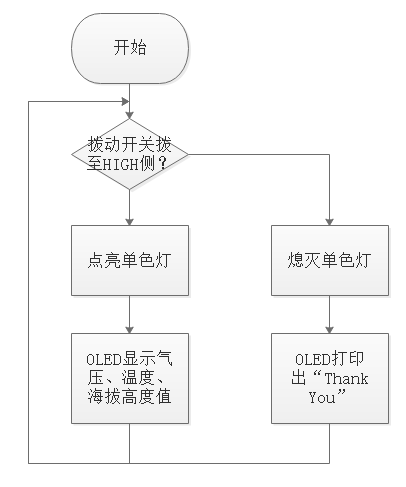 开始
拨动开关拨
至HIGH侧？
点亮单色灯
熄灭单色灯
OLED显示气
压、温度、
海拔高度值
OLED打印
出“Thank
You”